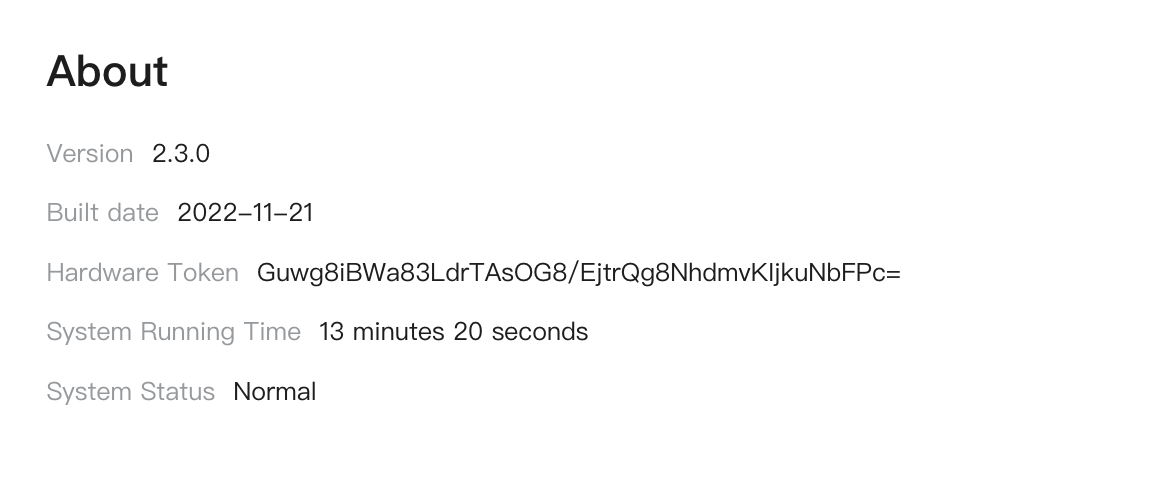 About
Version 2.3.0
Built date 2022-11-21
Hardware Token Guwg8iBWa83LdrTAsOG8/EjtrQg8NhdmvKljkuNbFPc=
System Running Time 13 minutes 20 seconds
System Status Normal